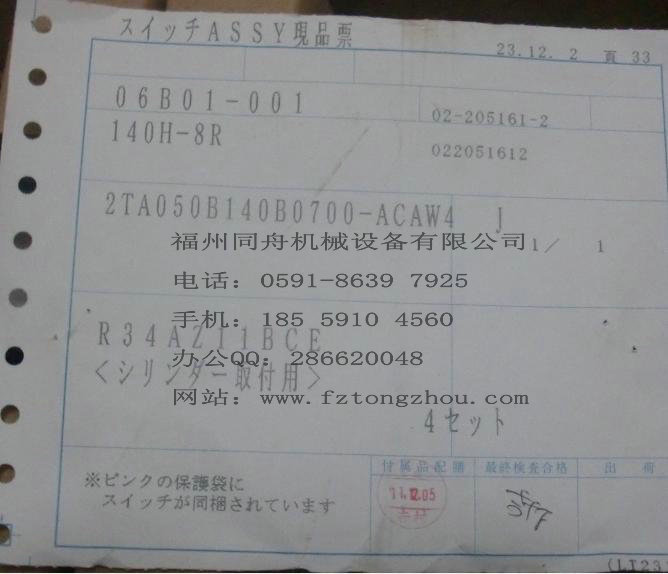 スイッチASSY現品票
23.12. 2 頁 33
06B01-001
02-205161-2
140H-8R
022051612
2TA050B140B0700-ACAW4 J
福州同舟机械设备有限公司
1/ 1
电话：0591-8639 7925
手机：185 5910 4560
R34AZ11BCE
办公QQ：286620048
<シリンダー取付用>
网站：www.fztongzhou.com
4セット
付属品配膳 最終検査合格 出 荷
※ピンクの保護袋に
スイッチが同梱されています
11.12.05
(LI23